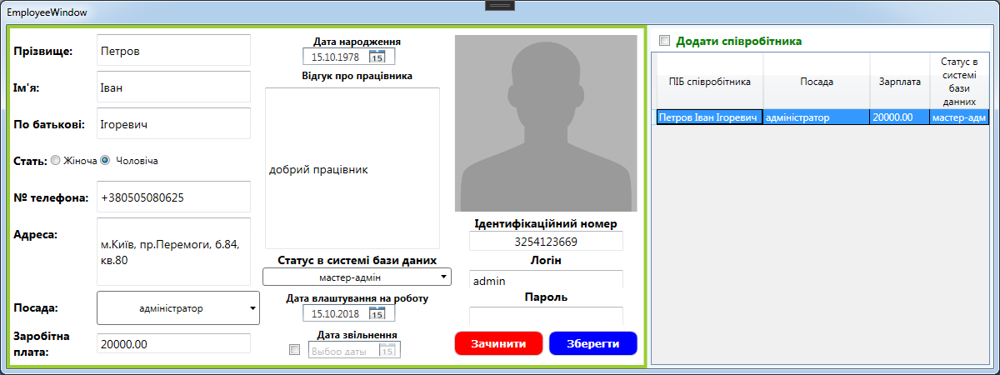 EmployeeWindow
Прізвище:
Петров
Ім'я:
Іван
По батькові:
Ігоревич
Стать:
Жіноча
Чоловіча
№ телефона:
+380505080625
Адреса:
м.Київ, пр.Перемоги, б.84,
кв.80
Посада:
адміністратор
Заробітна
плата:
20000.00
Дата народження
15.10.1978
15
Відгук про працівника
добрий працівник
Статус в системі бази даних
мастер-адмін
Дата влаштування на роботу
15.10.2018
15
Дата звільнення
Выбор даты
15
Ідентифікаційний номер
3254123669
Логін
admin
Пароль
Зачинити
Зберегти
Додати співробітника
ПІБ співробітника
Посада
Зарплата
Статус в
системі
бази
данних
Петров Іван Ігоревич
адміністратор
20000.00
мастер-адм